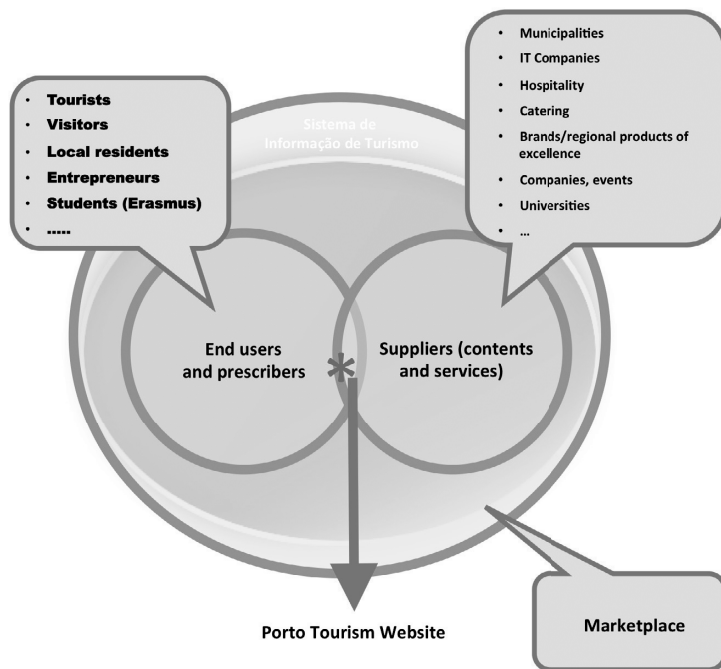 • Tourists
• Visitors
• Local residents
• Entrepreneurs
• Students (Erasmus)
• .....
• Municipalities
• IT Companies
• Hospitality
• Catering
• Brands/regional products of
excellence
• Companies, events
• Universities
• ...
Sistema de
Informação de Turismo
End users
and prescribers
*
Suppliers (contents
and services)
Porto Tourism Website
Marketplace